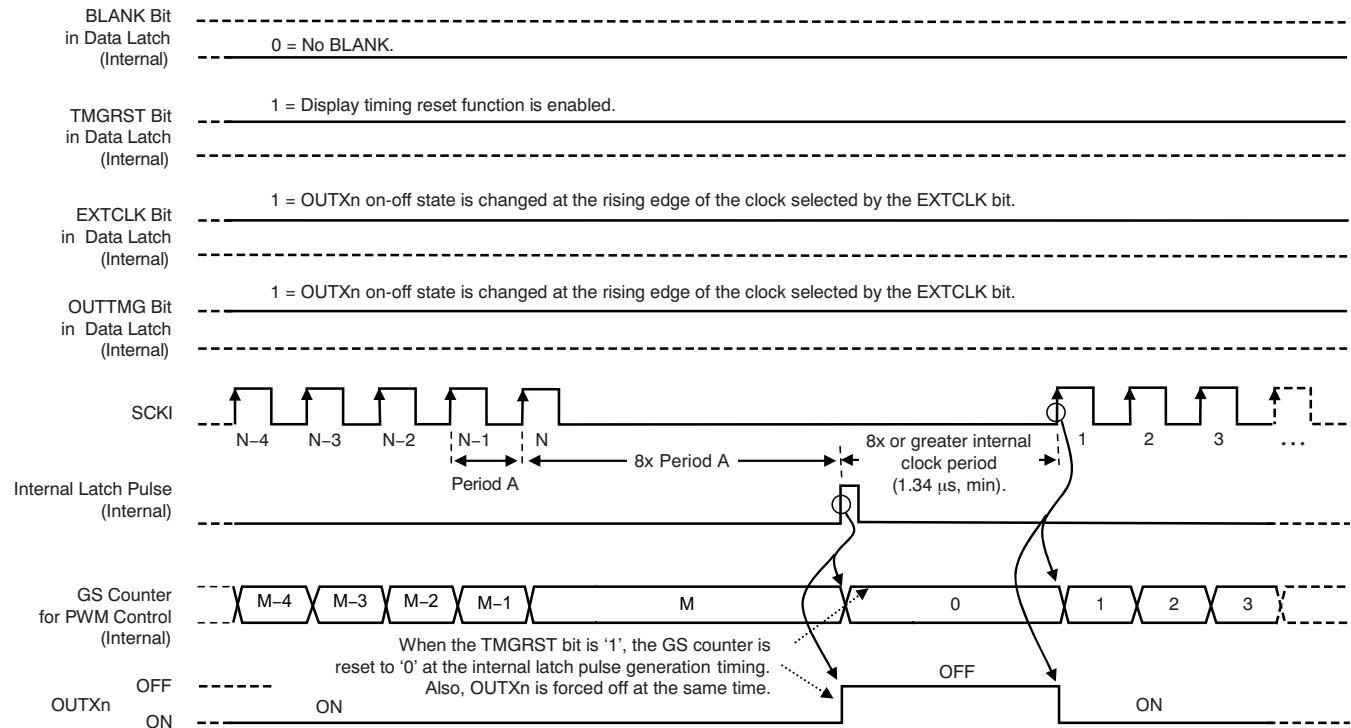 BLANK Bit
in Data Latch
(Internal)
0 = No BLANK.
TMGRST Bit
in Data Latch
(Internal)
1 = Display timing reset function is enabled.
EXTCLK Bit
in Data Latch
(Internal)
1 = OUTXn on-off state is changed at the rising edge of the clock selected by the EXTCLK bit.
OUTTMG Bit
in Data Latch
(Internal)
1 = OUTXn on-off state is changed at the rising edge of the clock selected by the EXTCLK bit.
SCKI
N−4 N−3 N−2 N−1 N 1 2 3 ...
Period A
8x Period A
8x or greater internal
clock period
(1.34 μs, min).
Internal Latch Pulse
(Internal)
GS Counter
for PWM Control
(Internal)
M−4 M−3 M−2 M−1 M 0 1 2 3
When the TMGRST bit is ‘1’, the GS counter is
reset to ‘0’ at the internal latch pulse generation timing.
Also, OUTXn is forced off at the same time.
OUTXn
OFF
ON
ON
OFF
ON